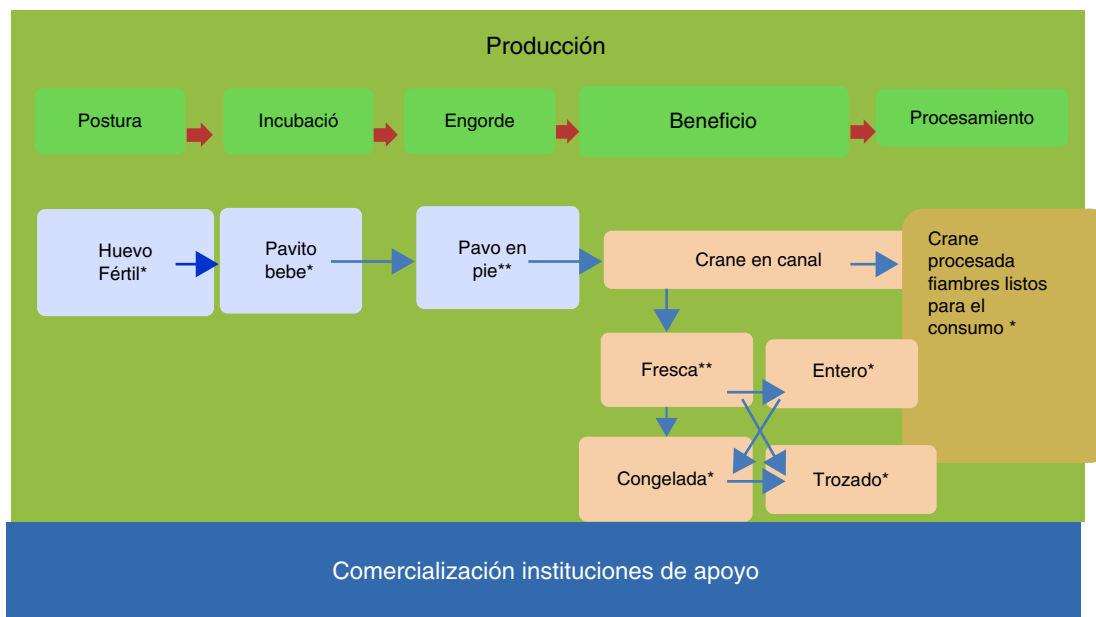 Producción
Postura
Incubació
Engorde
Beneficio
Procesamiento
Huevo
Fértil*
Pavito
bebe*
Pavo en
pie**
Crane en canal
Crane
procesada
fiambres listos
para el
consumo *
Fresca**
Entero*
Congelada*
Trozado*
Comercialización instituciones de apoyo